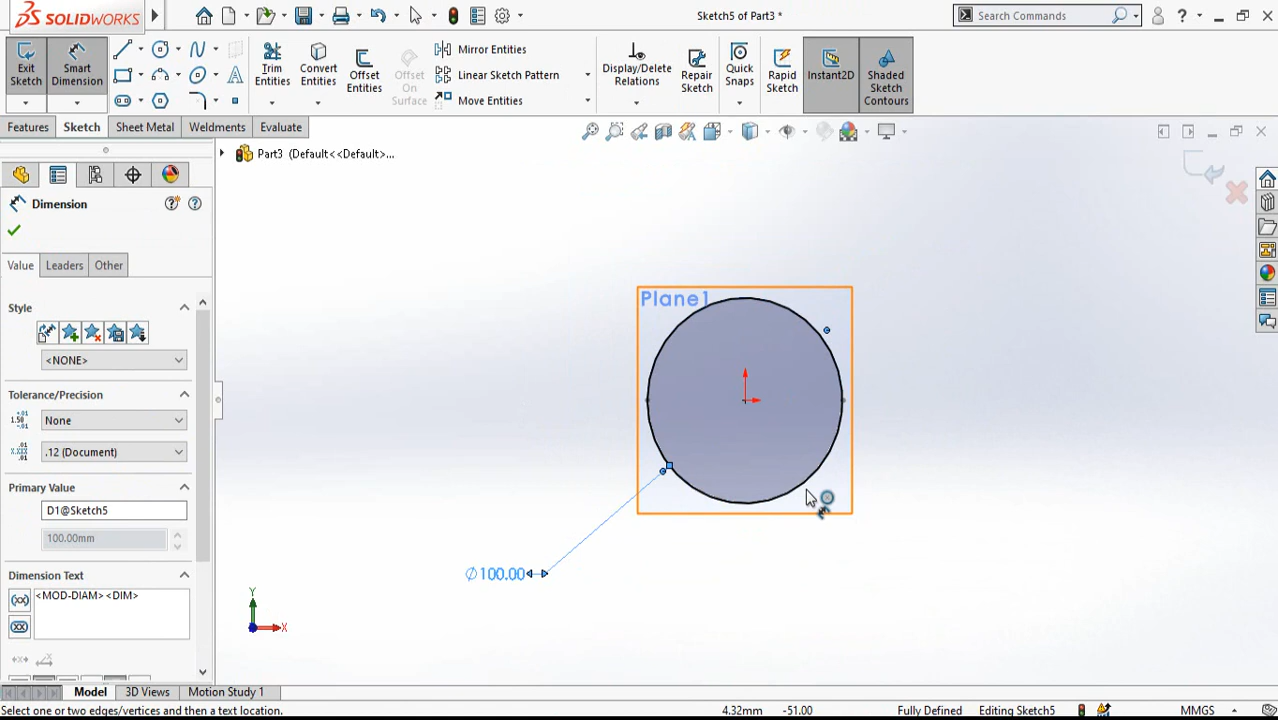 SOLIDWORKS
Sketch5 of Part3 *
Search Commands
Exit Sketch
Smart Dimension
Trim Entities
Convert Entities
Offset Entities
Offset On Surface
Mirror Entities
Linear Sketch Pattern
Move Entities
Display/Delete Relations
Repair Sketch
Quick Snaps
Rapid Sketch
Instant2D
Shaded Sketch Contours
Features
Sketch
Sheet Metal
Weldments
Evaluate
Part3 (Default<<Default>...
Dimension
Value
Leaders
Other
Style
<NONE>
Tolerance/Precision
None
.12 (Document)
Primary Value
D1@Sketch5
100.00mm
Dimension Text
<MOD-DIAM><DIM>
Plane1
∅100.00
Y
X
Model
3D Views
Motion Study 1
Select one or two edges/vertices and then a text location.
4.32mm
-51.00
Fully Defined
Editing Sketch5
MMGS